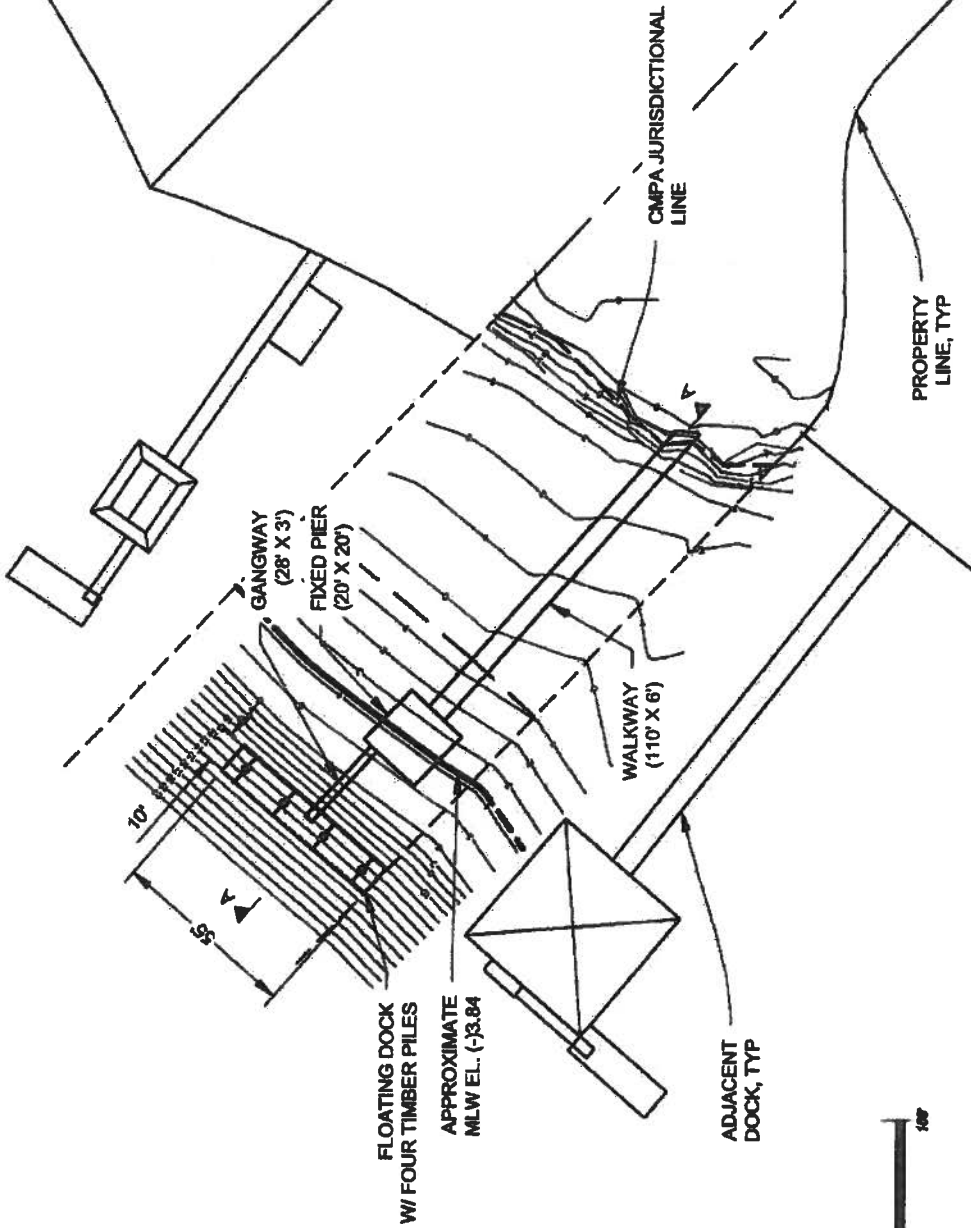 CMPA JURISDICTIONAL
LINE
GANGWAY
(28' X 3')
FIXED PIER
(20' X 20')
PROPERTY
LINE, TYP
WALKWAY
(110' X 6')
10'
A
A
55'
FLOATING DOCK
W/ FOUR TIMBER PILES
APPROXIMATE
MLW EL. (-)3.84
ADJACENT
DOCK, TYP
100'